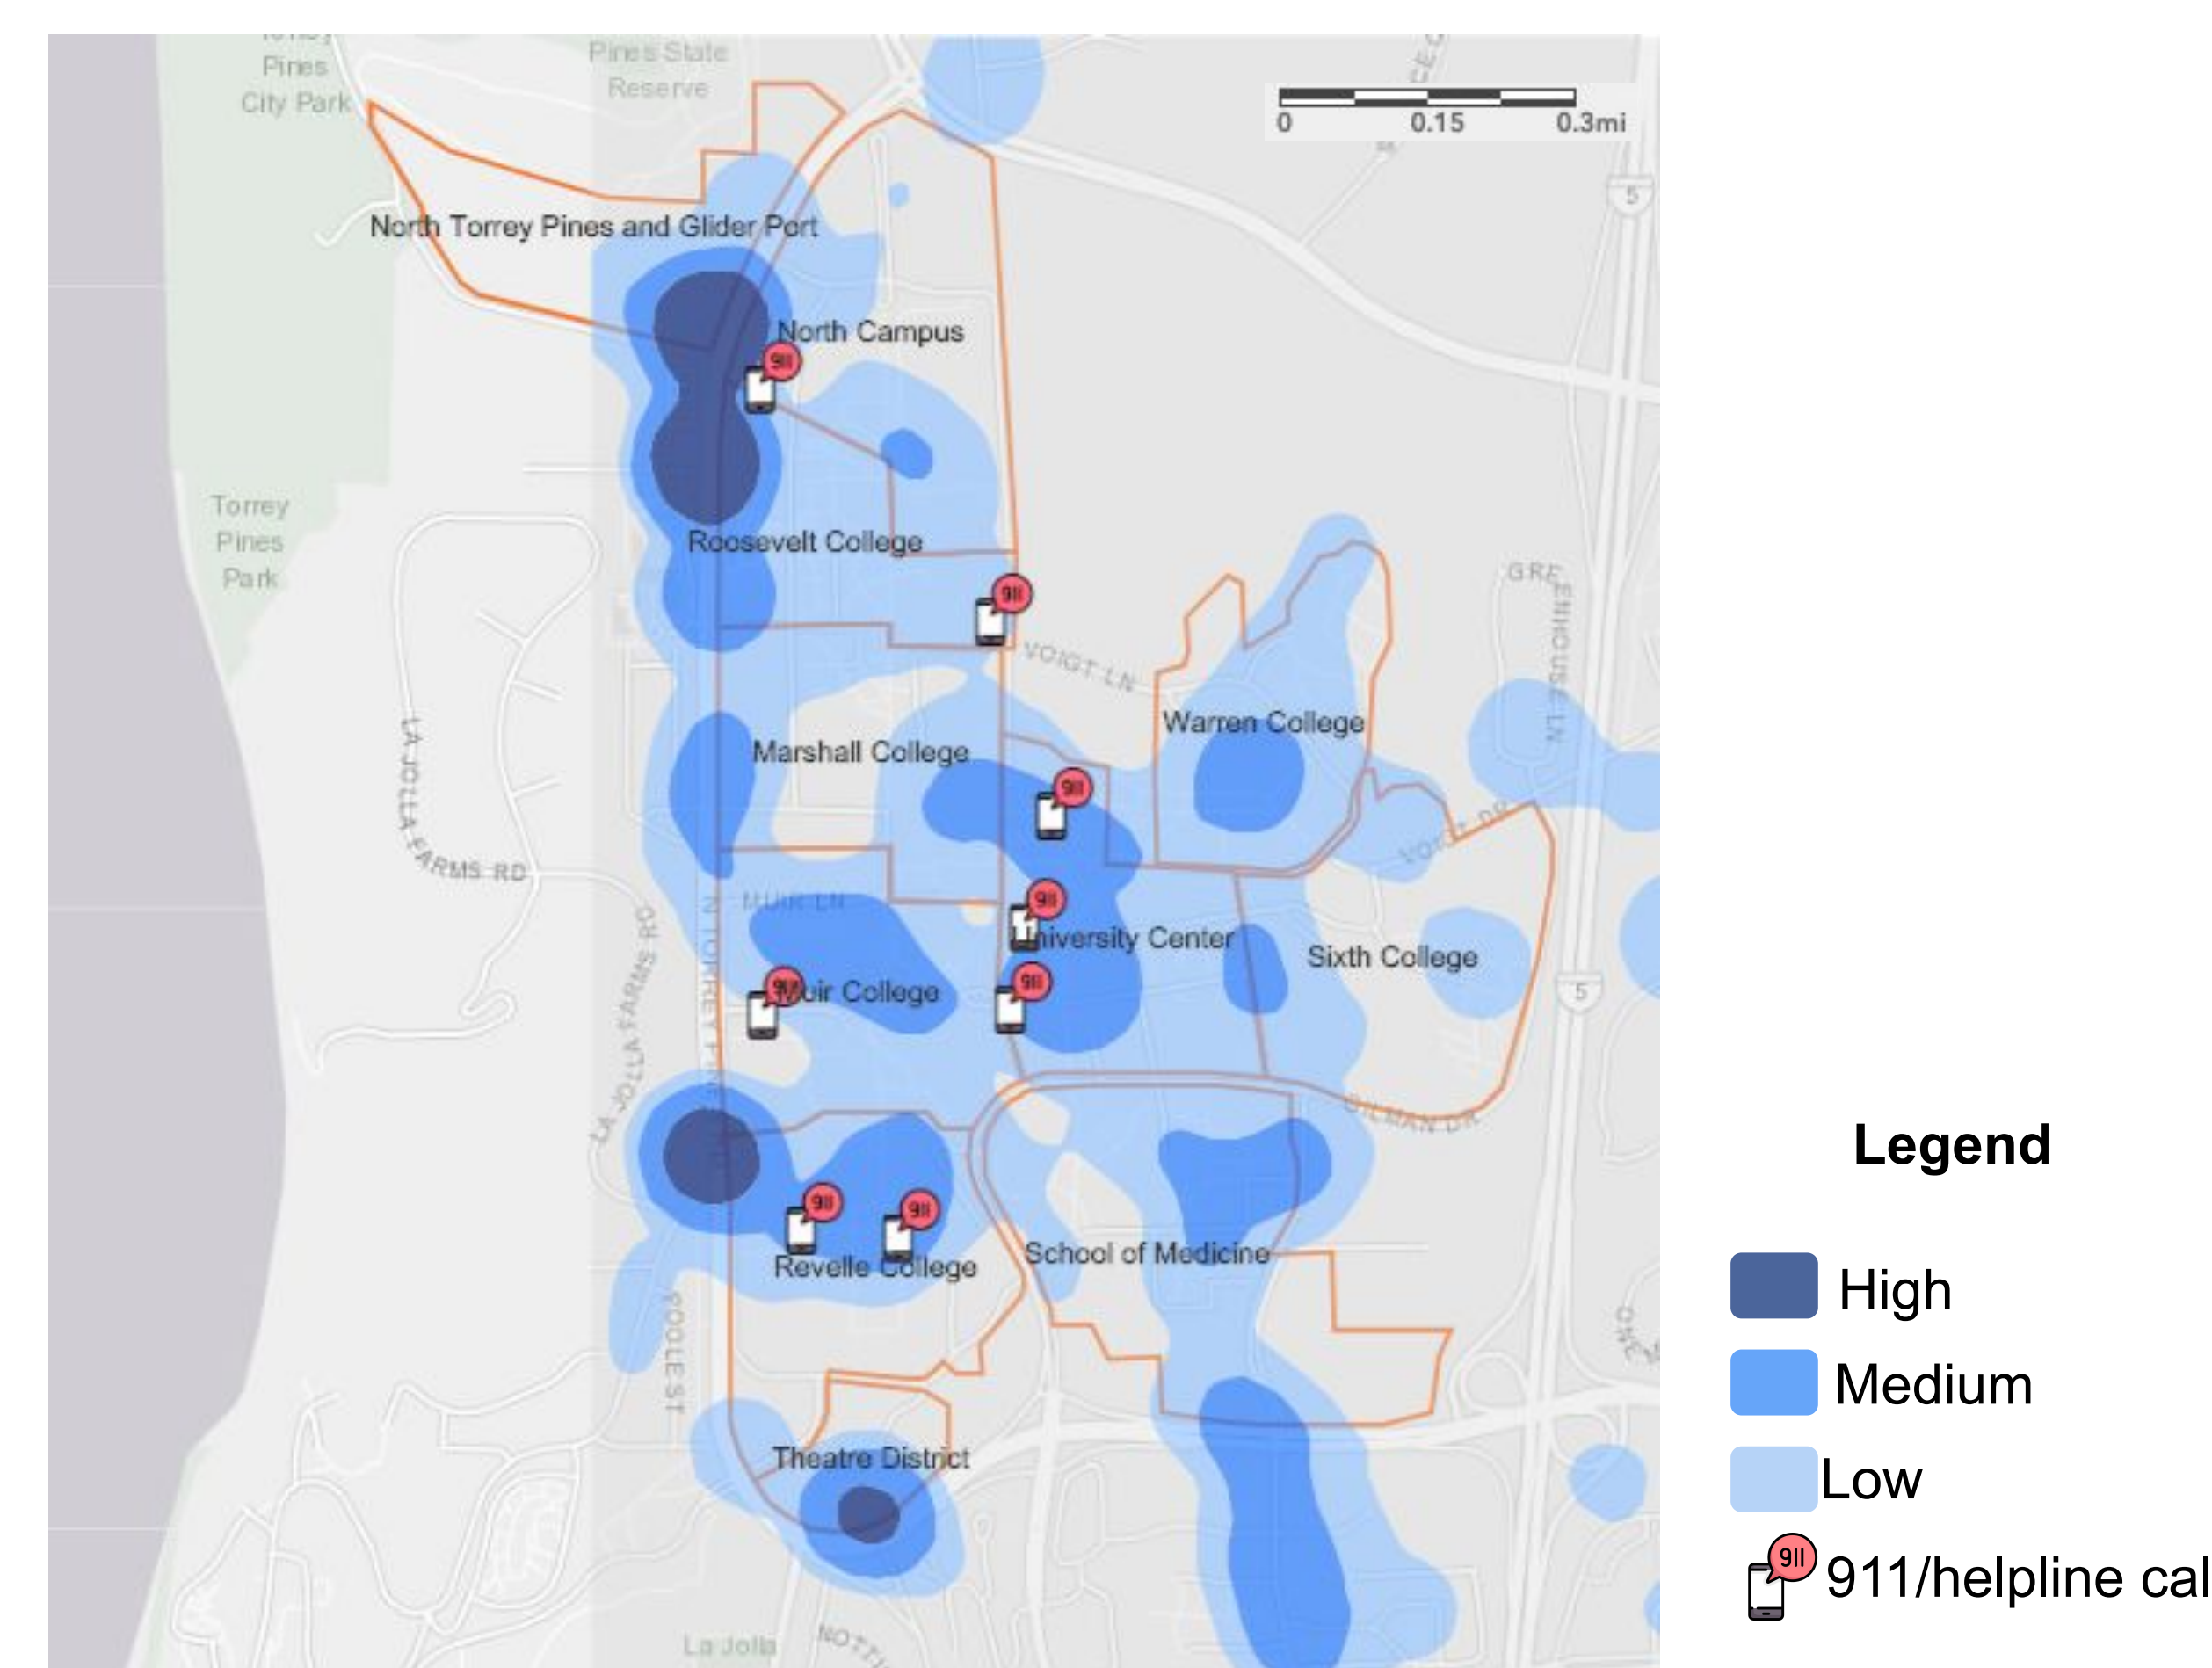 Pines
City Park
Pines State
Reserve
0 0.15 0.3mi
5
North Torrey Pines and Glider Port
North Campus
911
Torrey
Pines
Park
Roosevelt College
911
VOIGT LN
GREENHOUSE LN
Warren College
LA JOLLA FARMS RD
Marshall College
911
VOIGT DR
MUIR LN
911
University Center
Sixth College
911
Muir College
911
5
LA JOLLA FARMS RD
N TORREY PINES
GILMAN DR
911
911
Revelle College
School of Medicine
POOLE ST
Theatre District
La Jolla
Legend
High
Medium
Low
911
911/helpline cal